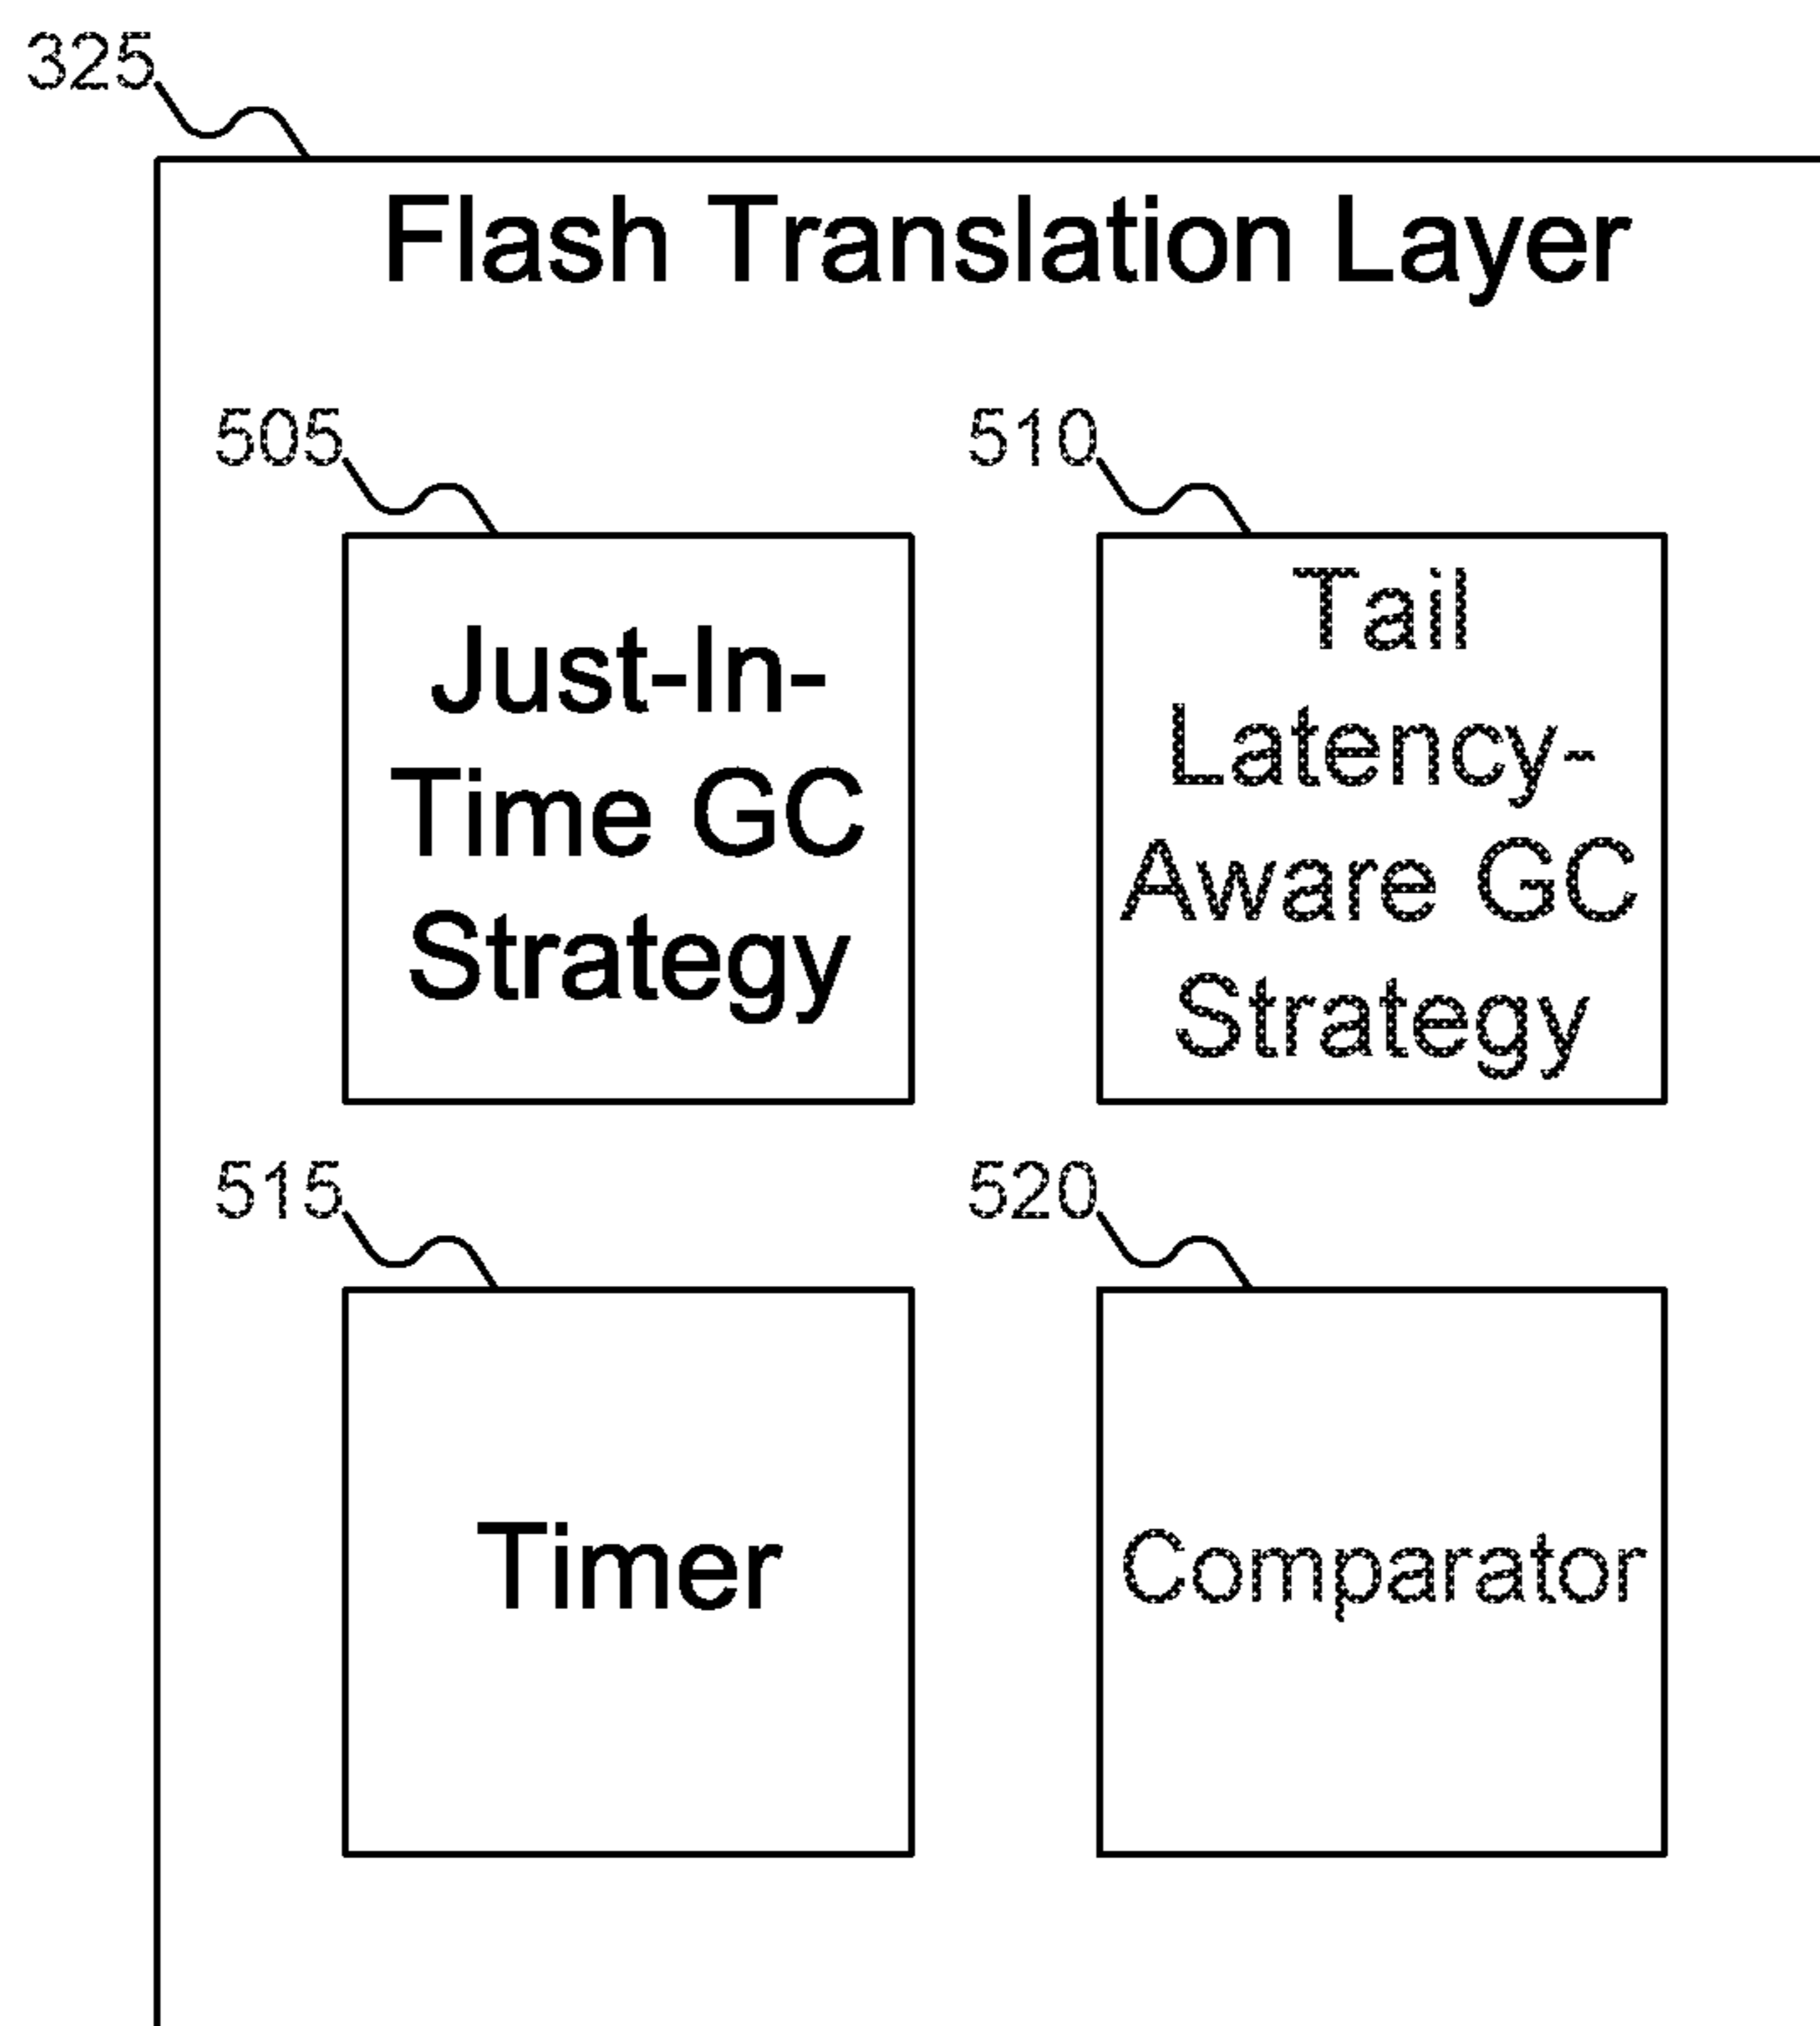 325
Flash Translation Layer
505
510
Just-In-
Time GC
Strategy
Tail
Latency-
Aware GC
Strategy
515
520
Timer
Comparator